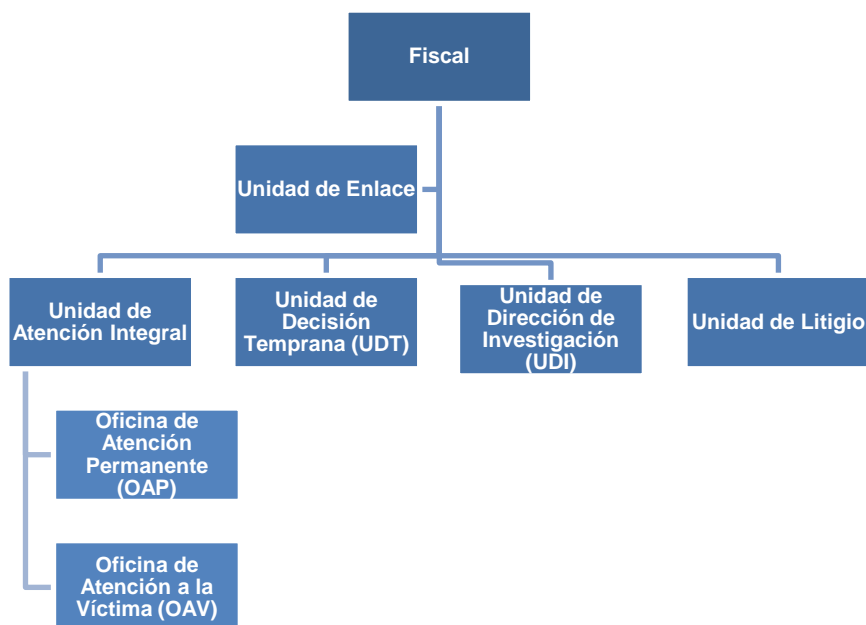 Fiscal
Unidad de Enlace
Unidad de
Atención Integral
Unidad de
Decisión
Temprana (UDT)
Unidad de
Dirección de
Investigación
(UDI)
Unidad de Litigio
Oficina de
Atención
Permanente
(OAP)
Oficina de
Atención a la
Víctima (OAV)